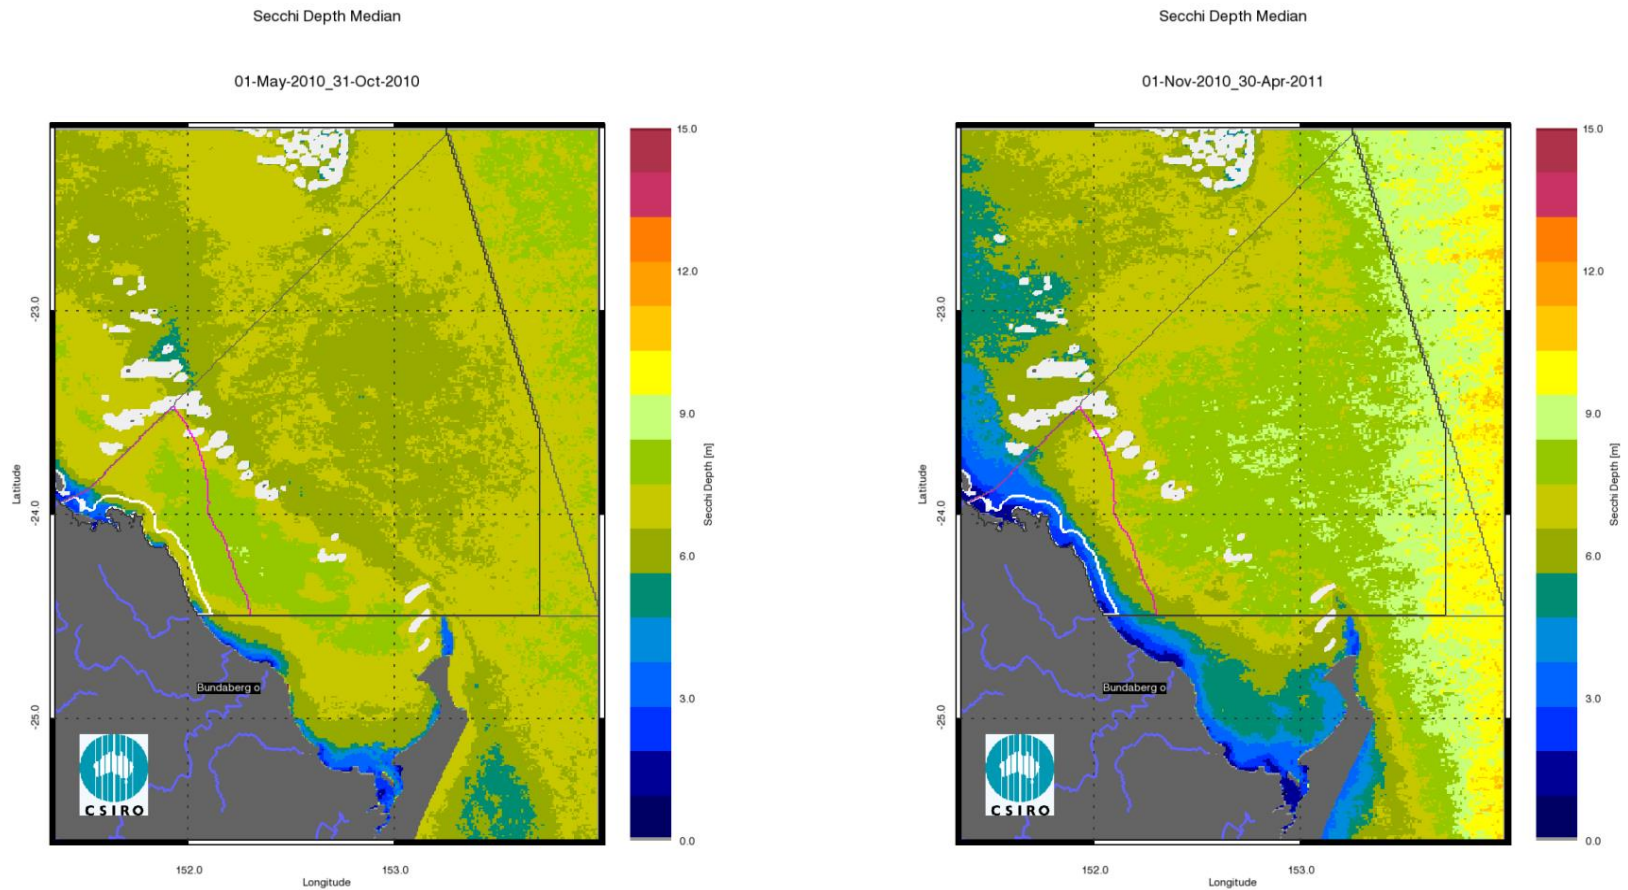 Secchi Depth Median
01-May-2010_31-Oct-2010
15.0
12.0
9.0
6.0
3.0
0.0
Secchi Depth [m]
-23.0
-24.0
-25.0
Latitude
Bundaberg o
CSIRO
152.0 153.0
Longitude
Secchi Depth Median
01-Nov-2010_30-Apr-2011
15.0
12.0
9.0
6.0
3.0
0.0
Secchi Depth [m]
-23.0
-24.0
-25.0
Latitude
Bundaberg o
CSIRO
152.0 153.0
Longitude